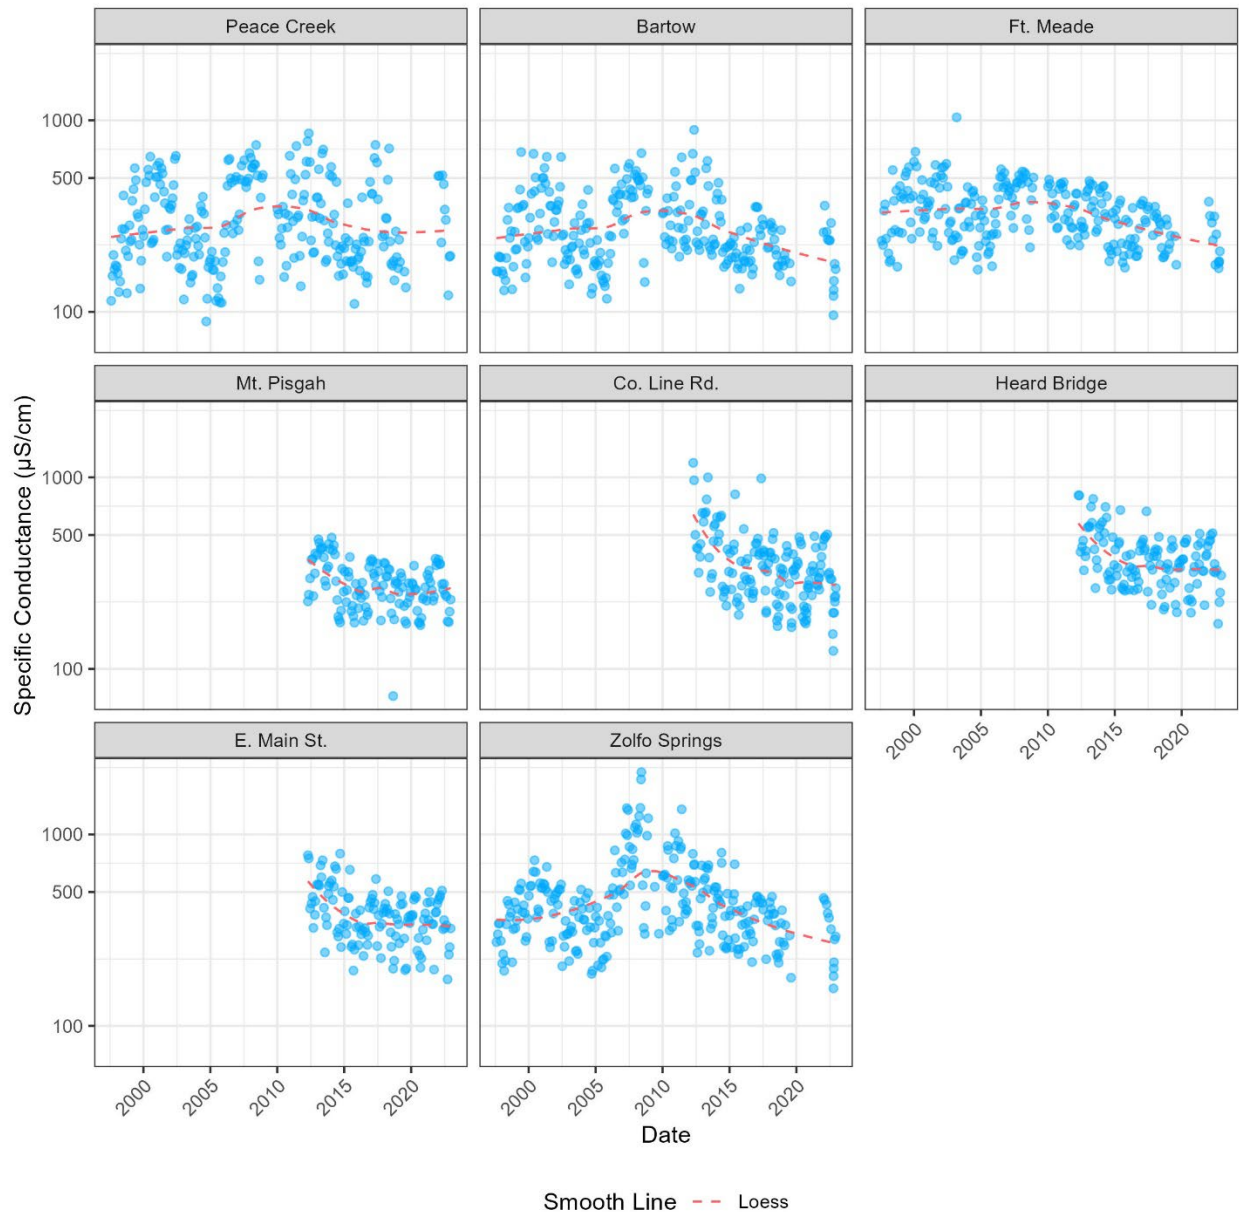 Peace Creek Bartow Ft. Meade
1000
500
100
Mt. Pisgah Co. Line Rd. Heard Bridge
1000
500
100
Specific Conductance (µS/cm)
2000 2005 2010 2015 2020
E. Main St. Zolfo Springs
1000
500
100
2000 2005 2010 2015 2020 2000 2005 2010 2015 2020
Date
Smooth Line Loess